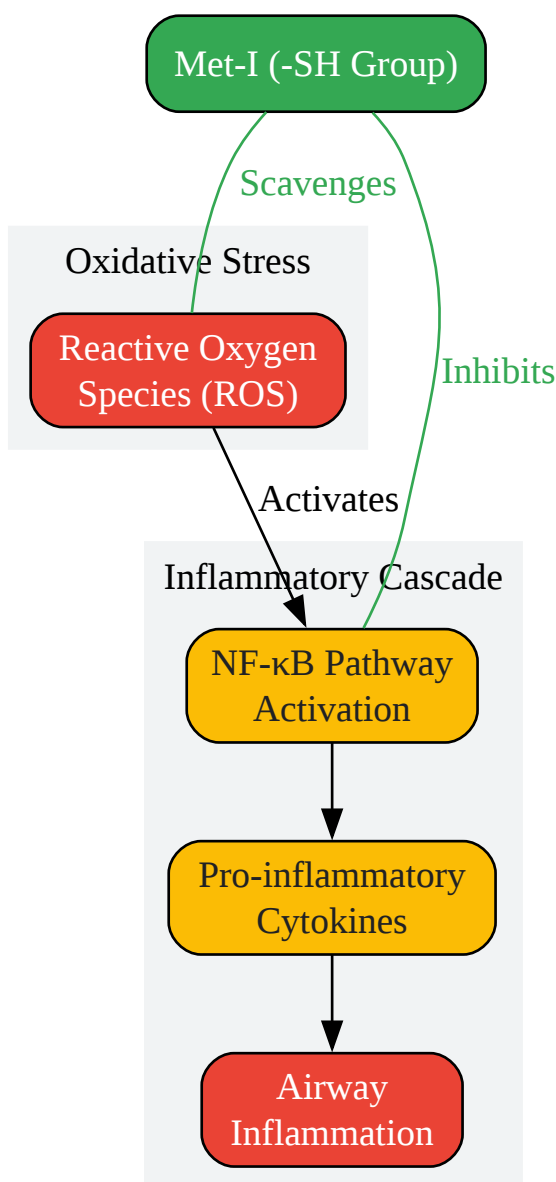 Met-I (-SH Group)
Scavenges
Oxidative Stress
Reactive Oxygen
Species (ROS)
Inhibits
Activates
Inflammatory Cascade
NF-κB Pathway
Activation
Pro-inflammatory
Cytokines
Airway
Inflammation